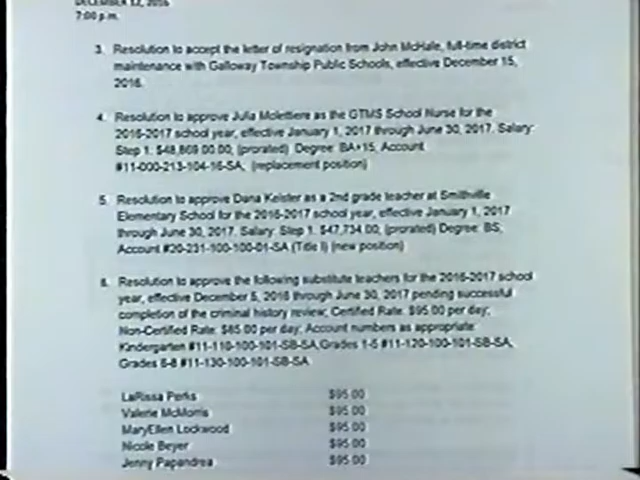 DECEMBER 12, 2016
7:00 p.m.
3. Resolution to accept the letter of resignation from John McHale, full-time district
maintenance with Galloway Township Public Schools, effective December 15,
2016.
4. Resolution to approve Julia Molettiere as the GTMS School Nurse for the
2016-2017 school year, effective January 1, 2017 through June 30, 2017. Salary:
Step 1: $48,869.00.00, (prorated) Degree: BA+15, Account
#11-000-213-104-16-SA, (replacement position)
5. Resolution to approve Dana Keister as a 2nd grade teacher at Smithville
Elementary School for the 2016-2017 school year, effective January 1, 2017
through June 30, 2017. Salary: Step 1: $47,734.00, (prorated) Degree: BS,
Account #20-231-100-100-01-SA (Title I) (new position)
6. Resolution to approve the following substitute teachers for the 2016-2017 school
year, effective December 5, 2016 through June 30, 2017 pending successful
completion of the criminal history review; Certified Rate: $95.00 per day;
Non-Certified Rate: $85.00 per day; Account numbers as appropriate:
Kindergarten #11-110-100-101-SB-SA, Grades 1-5 #11-120-100-101-SB-SA,
Grades 6-8 #11-130-100-101-SB-SA
LaRissa Perks $95.00
Valerie McMorris $95.00
MaryEllen Lockwood $95.00
Nicole Beyer $95.00
Jenny Papandrea $95.00